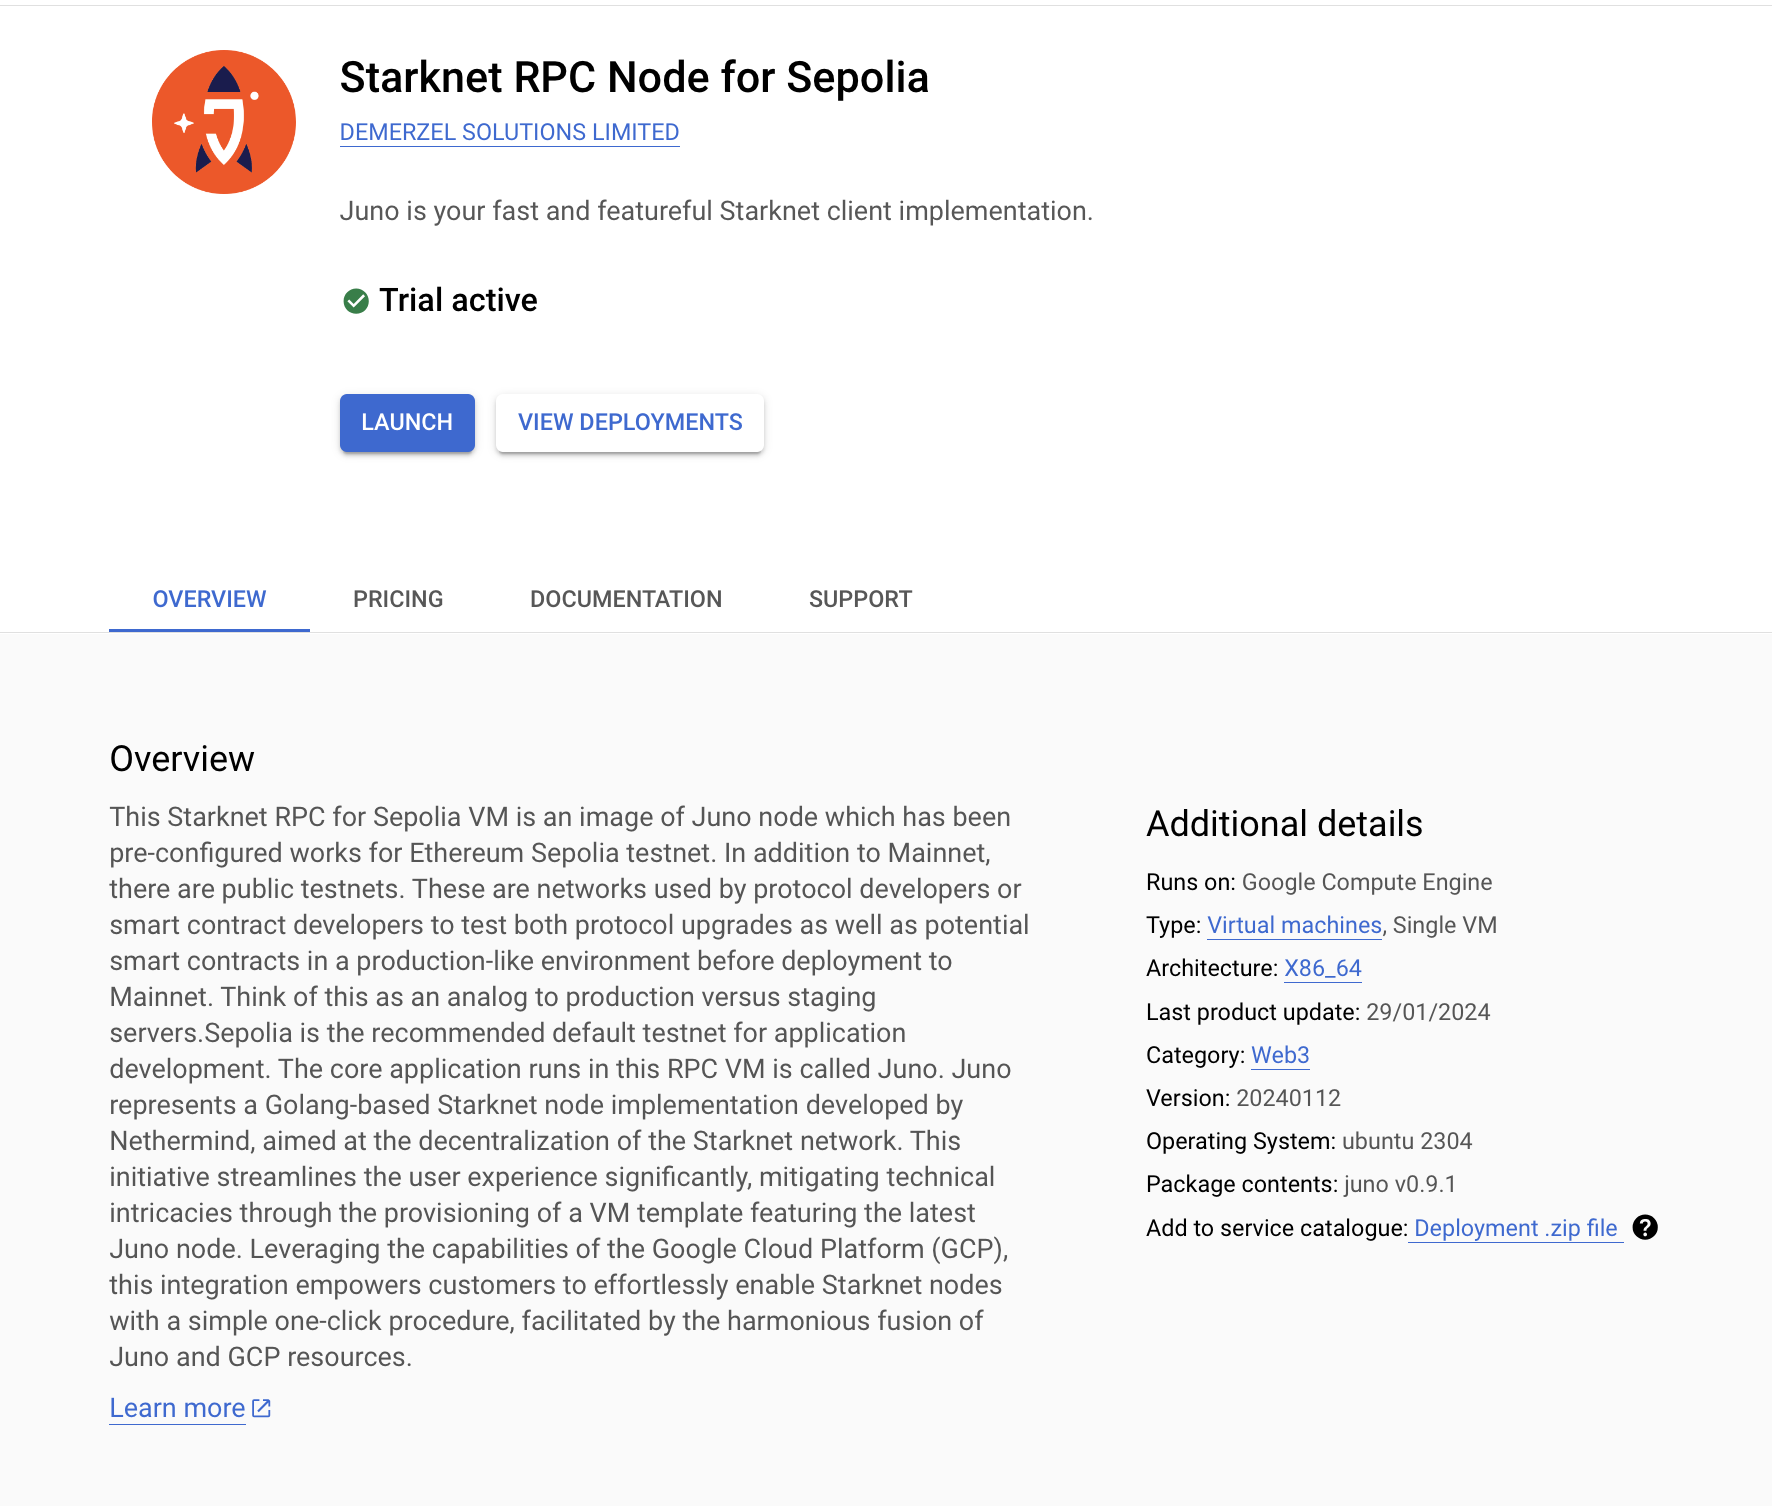 Starknet RPC Node for Sepolia
DEMERZEL SOLUTIONS LIMITED
Juno is your fast and featureful Starknet client implementation.
Trial active
LAUNCH
VIEW DEPLOYMENTS
OVERVIEW
PRICING
DOCUMENTATION
SUPPORT
Overview
This Starknet RPC for Sepolia VM is an image of Juno node which has been
pre-configured works for Ethereum Sepolia testnet. In addition to Mainnet,
there are public testnets. These are networks used by protocol developers or
smart contract developers to test both protocol upgrades as well as potential
smart contracts in a production-like environment before deployment to
Mainnet. Think of this as an analog to production versus staging
servers.Sepolia is the recommended default testnet for application
development. The core application runs in this RPC VM is called Juno. Juno
represents a Golang-based Starknet node implementation developed by
Nethermind, aimed at the decentralization of the Starknet network. This
initiative streamlines the user experience significantly, mitigating technical
intricacies through the provisioning of a VM template featuring the latest
Juno node. Leveraging the capabilities of the Google Cloud Platform (GCP),
this integration empowers customers to effortlessly enable Starknet nodes
with a simple one-click procedure, facilitated by the harmonious fusion of
Juno and GCP resources.
Learn more
Additional details
Runs on: Google Compute Engine
Type: Virtual machines, Single VM
Architecture: X86_64
Last product update: 29/01/2024
Category: Web3
Version: 20240112
Operating System: ubuntu 2304
Package contents: juno v0.9.1
Add to service catalogue: Deployment .zip file ?